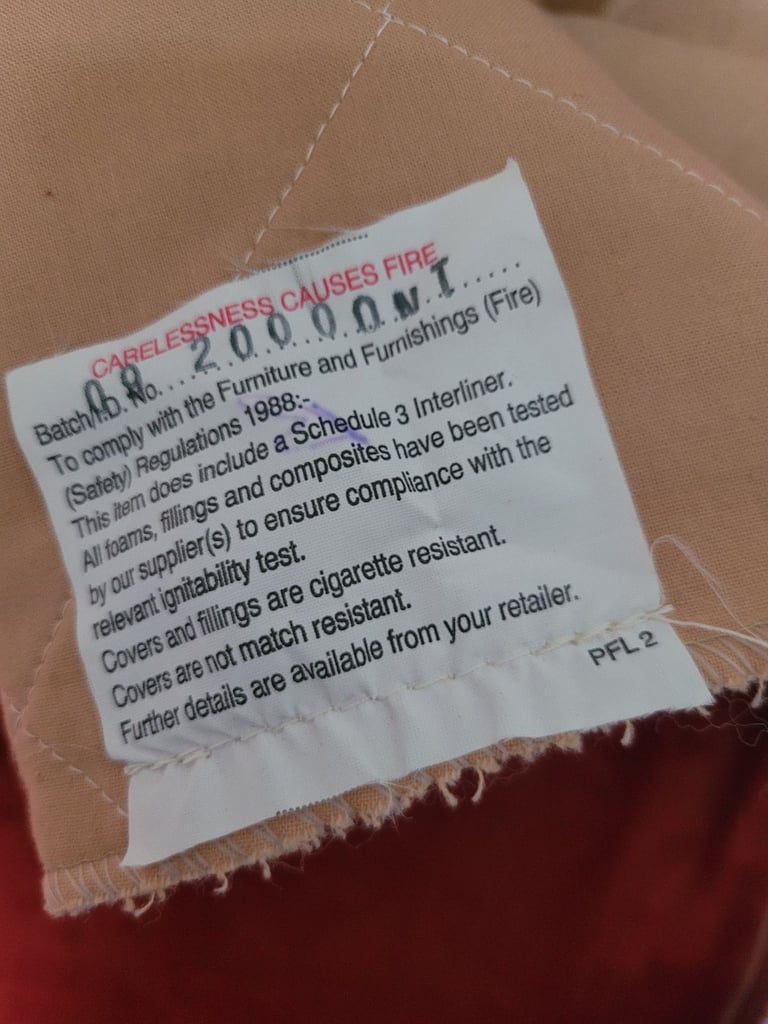 CARELESSNESS CAUSES FIRE
Batch/I.D. No.
To comply with the Furniture and Furnishings (Fire)
(Safety) Regulations 1988:-
This item does include a Schedule 3 Interliner.
All foams, fillings and composites have been tested
by our supplier(s) to ensure compliance with the
relevant ignitability test.
Covers and fillings are cigarette resistant.
Covers are not match resistant.
Further details are available from your retailer.
PFL 2